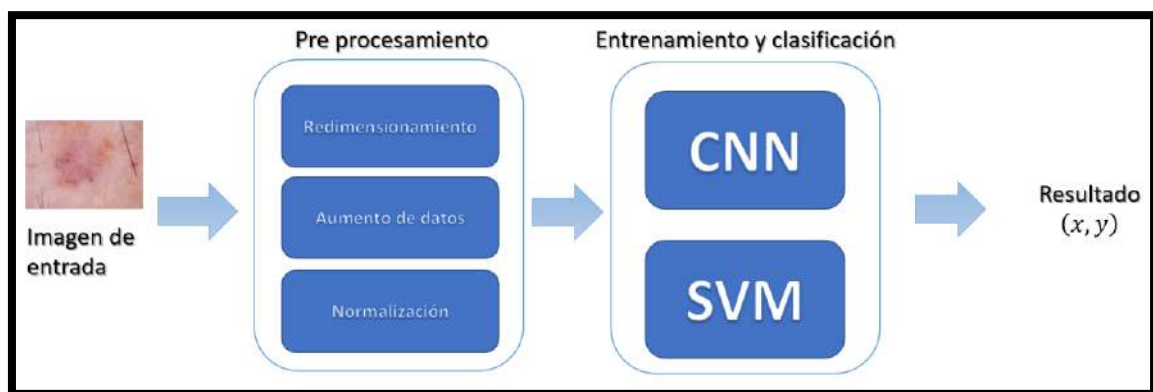 Pre procesamiento
Entrenamiento y clasificación
Imagen de
entrada
Redimensionamiento
Aumento de datos
Normalización
CNN
SVM
Resultado
(x, y)